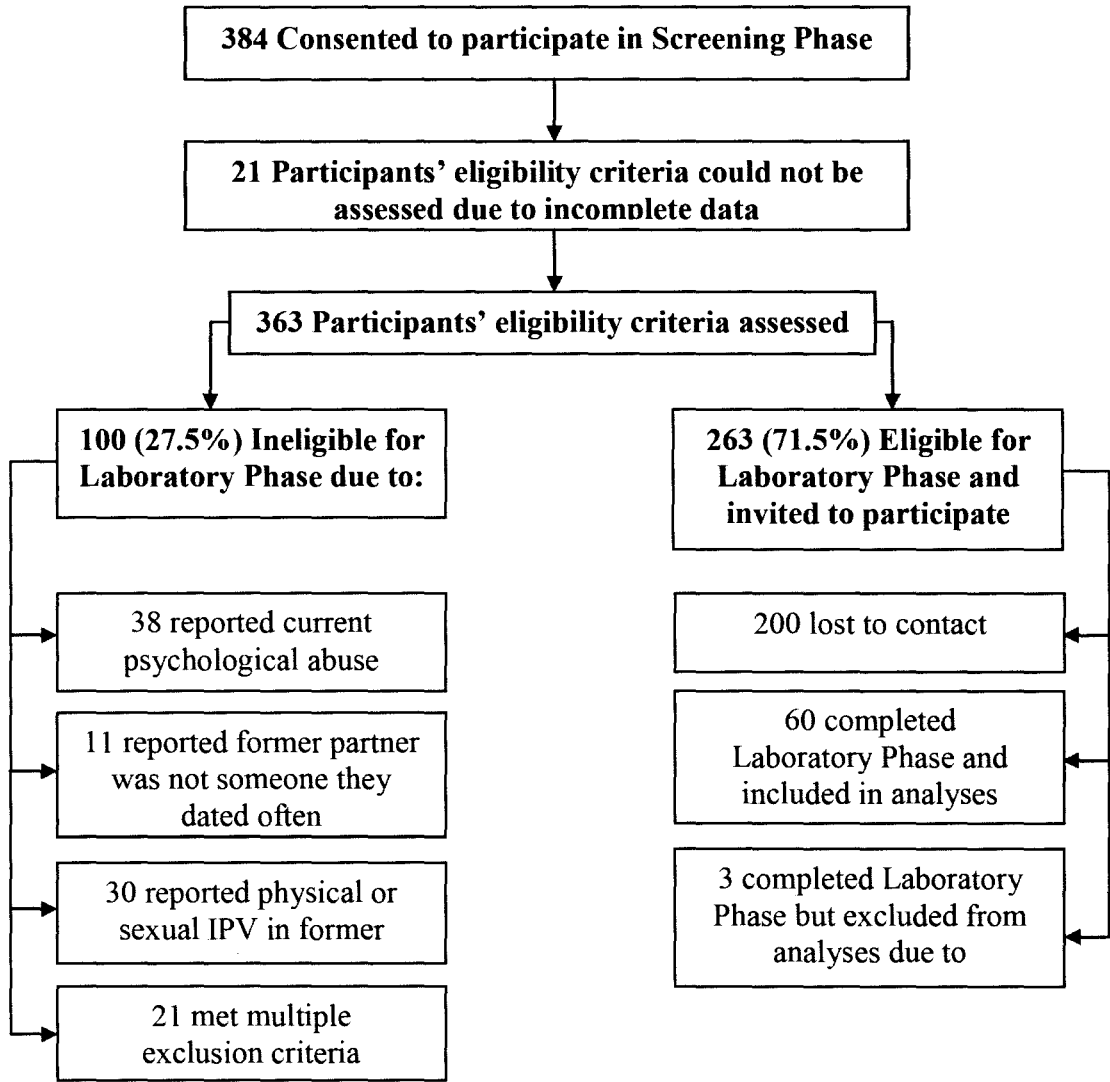 384 Consented to participate in Screening Phase
21 Participants’ eligibility criteria could not be
assessed due to incomplete data
363 Participants’ eligibility criteria assessed
100 (27.5%) Ineligible for
Laboratory Phase due to:
38 reported current
psychological abuse
11 reported former partner
was not someone they
dated often
30 reported physical or
sexual IPV in former
21 met multiple
exclusion criteria
263 (71.5%) Eligible for
Laboratory Phase and
invited to participate
200 lost to contact
60 completed
Laboratory Phase and
included in analyses
3 completed Laboratory
Phase but excluded from
analyses due to